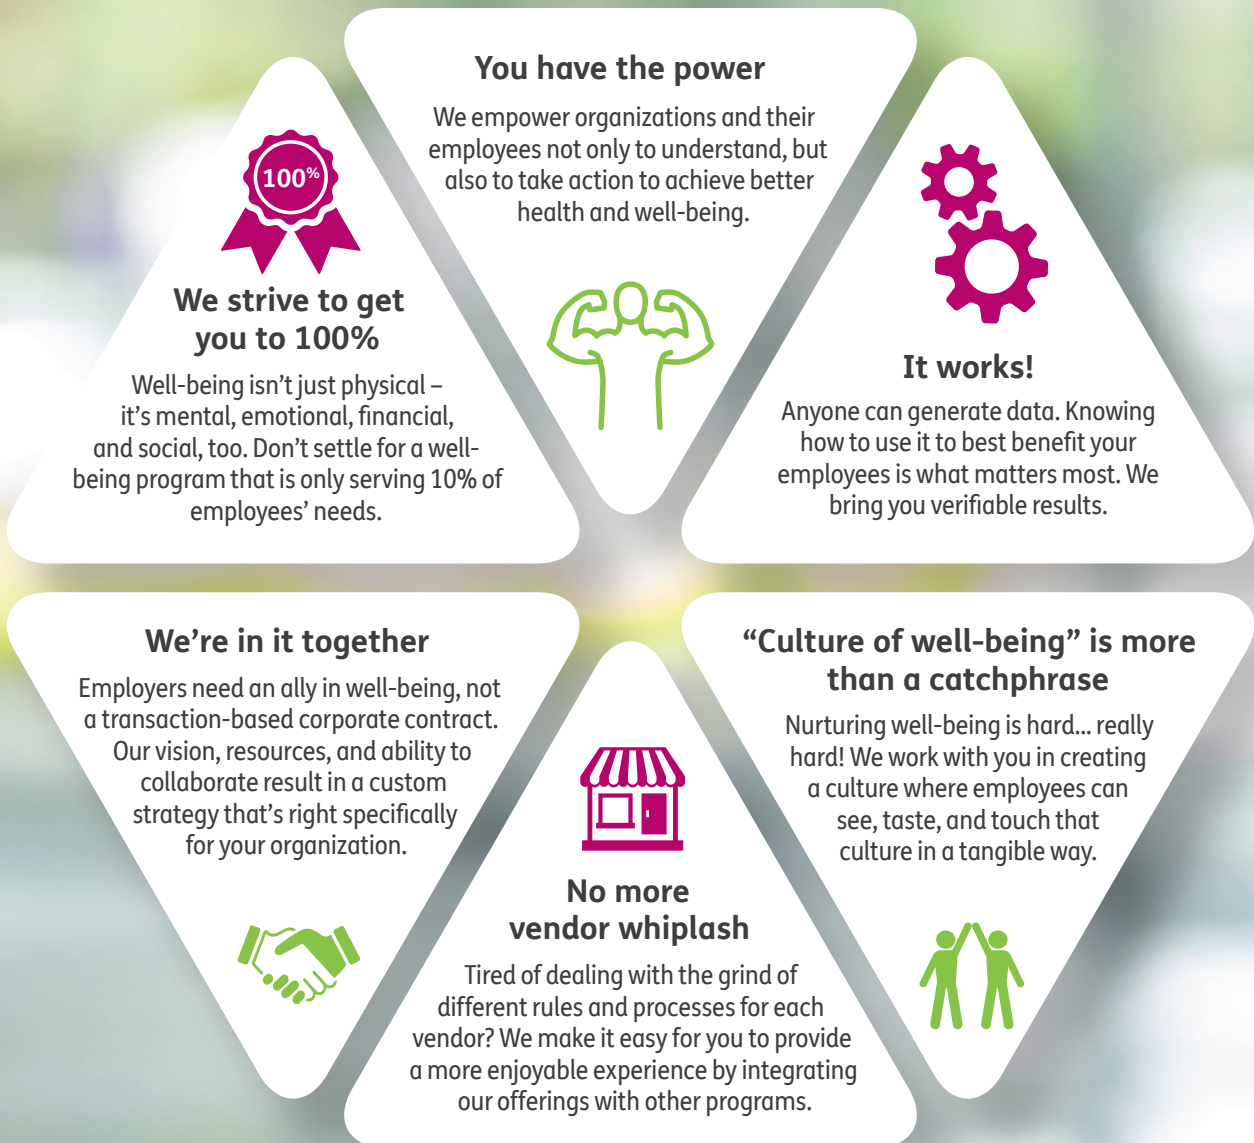 You have the power
We empower organizations and their
employees not only to understand, but
also to take action to achieve better
health and well-being.
100%
We strive to get
you to 100%
Well-being isn’t just physical –
it’s mental, emotional, financial,
and social, too. Don’t settle for a well-
being program that is only serving 10% of
employees’ needs.
It works!
Anyone can generate data. Knowing
how to use it to best benefit your
employees is what matters most. We
bring you verifiable results.
We’re in it together
Employers need an ally in well-being, not
a transaction-based corporate contract.
Our vision, resources, and ability to
collaborate result in a custom
strategy that’s right specifically
for your organization.
No more
vendor whiplash
Tired of dealing with the grind of
different rules and processes for each
vendor? We make it easy for you to provide
a more enjoyable experience by integrating
our offerings with other programs.
“Culture of well-being” is more
than a catchphrase
Nurturing well-being is hard... really
hard! We work with you in creating
a culture where employees can
see, taste, and touch that
culture in a tangible way.